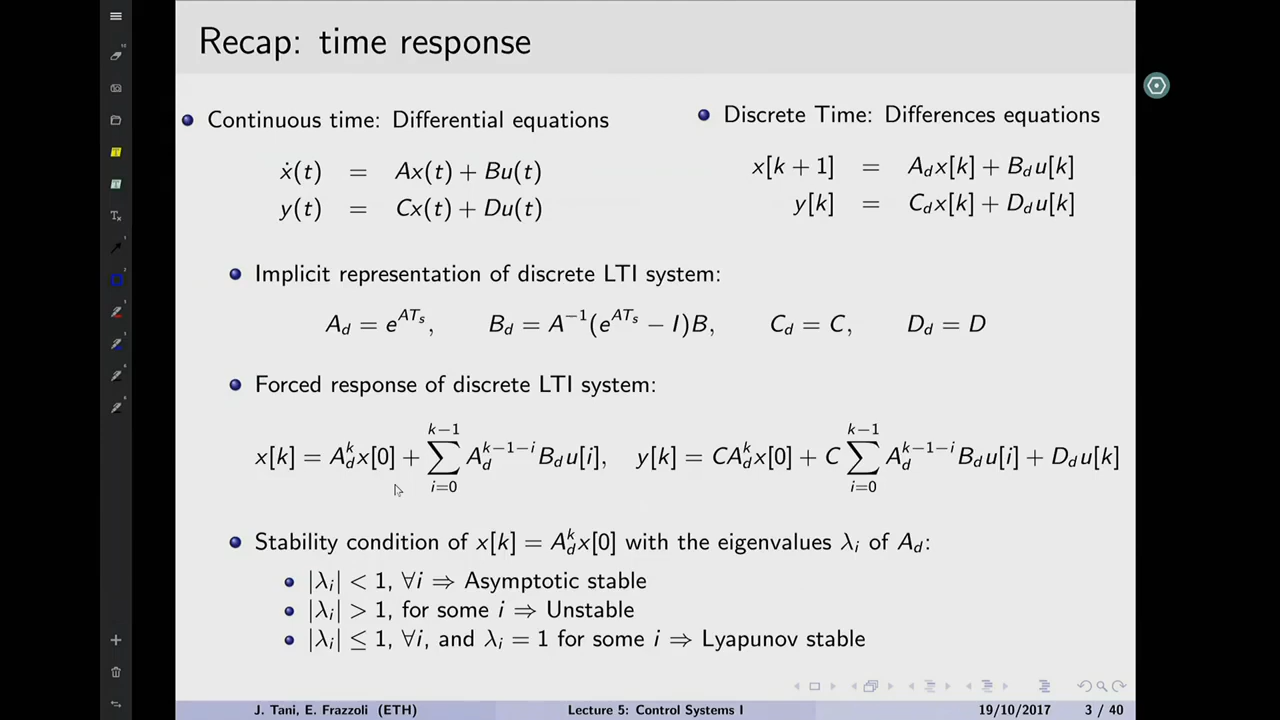 Recap: time response
Continuous time: Differential equations
ẋ(t) = Ax(t) + Bu(t)
y(t) = Cx(t) + Du(t)
Discrete Time: Differences equations
x[k + 1] = A_d x[k] + B_d u[k]
y[k] = C_d x[k] + D_d u[k]
Implicit representation of discrete LTI system:
A_d = e^{AT_s}, B_d = A^{-1}(e^{AT_s} − I)B, C_d = C, D_d = D
Forced response of discrete LTI system:
x[k] = A_d^k x[0] + ∑_{i=0}^{k−1} A_d^{k−1−i} B_d u[i], y[k] = CA_d^k x[0] + C ∑_{i=0}^{k−1} A_d^{k−1−i} B_d u[i] + D_d u[k]
Stability condition of x[k] = A_d^k x[0] with the eigenvalues λ_i of A_d:
|λ_i| < 1, ∀i ⇒ Asymptotic stable
|λ_i| > 1, for some i ⇒ Unstable
|λ_i| ≤ 1, ∀i, and λ_i = 1 for some i ⇒ Lyapunov stable
J. Tani, E. Frazzoli (ETH) Lecture 5: Control Systems I 19/10/2017 3 / 40